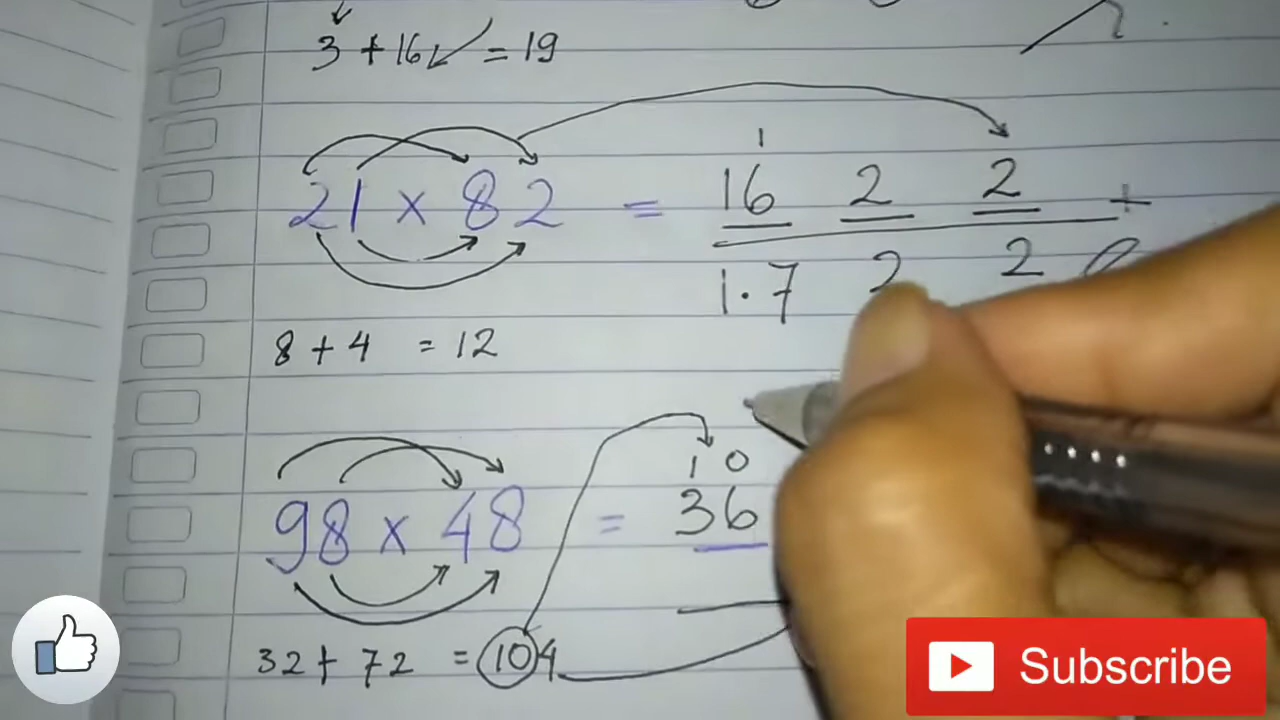 3 + 16 = 19
1
21 x 82 = 16 2 2 +
1.7 2 2
8 + 4 = 12
1 0
98 x 48 = 36
32 + 72 = 104
Subscribe